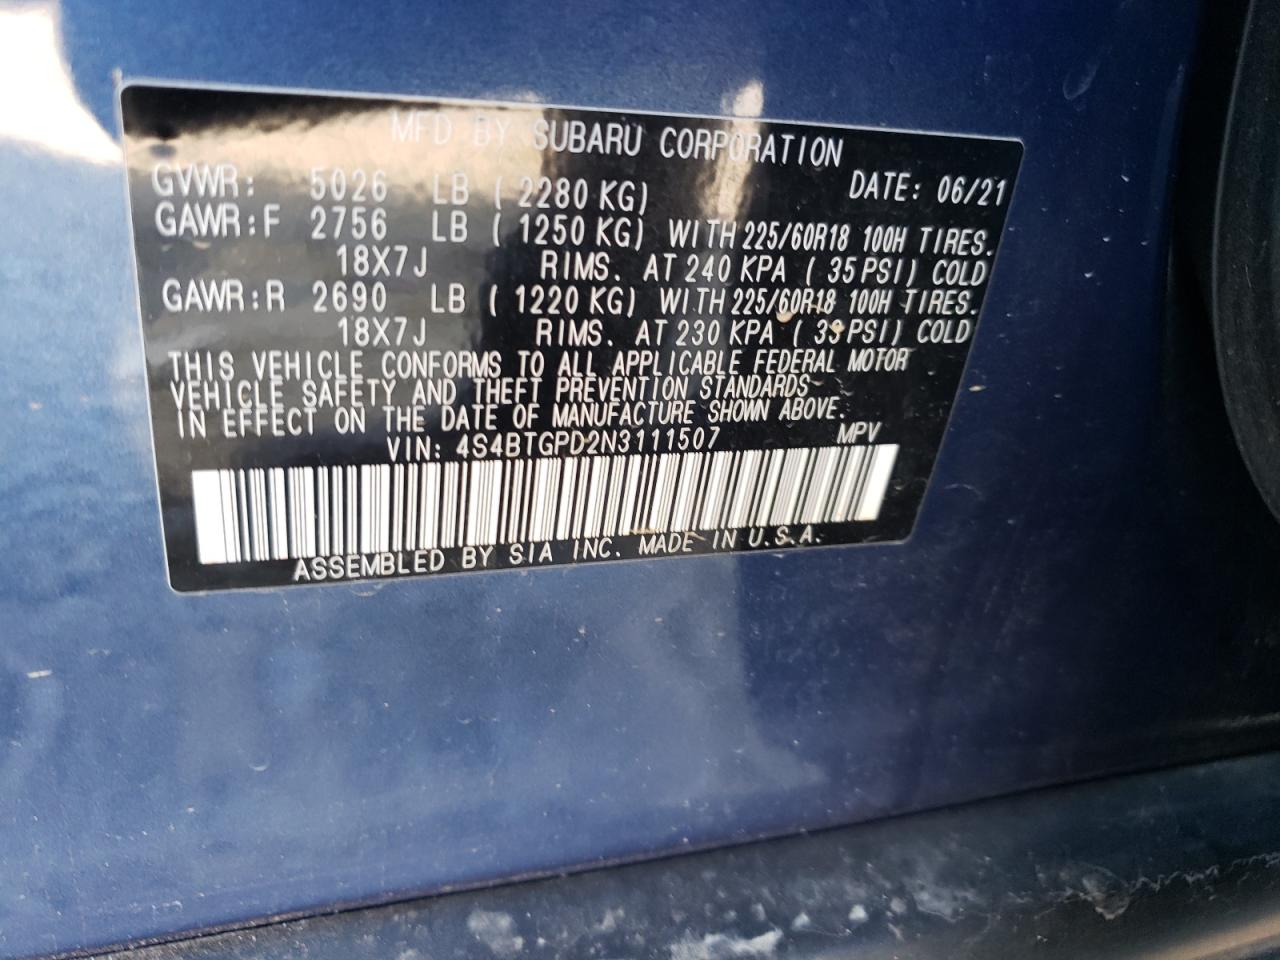 MFD BY SUBARU CORPORATION
GVWR: 5026 LB ( 2280 KG) DATE: 06/21
GAWR:F 2756 LB ( 1250 KG) WITH 225/60R18 100H TIRES.
18X7J RIMS. AT 240 KPA ( 35 PSI) COLD
GAWR:R 2690 LB ( 1220 KG) WITH 225/60R18 100H TIRES.
18X7J RIMS. AT 230 KPA ( 33 PSI) COLD
THIS VEHICLE CONFORMS TO ALL APPLICABLE FEDERAL MOTOR
VEHICLE SAFETY AND THEFT PREVENTION STANDARDS
IN EFFECT ON THE DATE OF MANUFACTURE SHOWN ABOVE.
VIN: 4S4BTGPD2N3111507 MPV
ASSEMBLED BY SIA INC. MADE IN U.S.A.